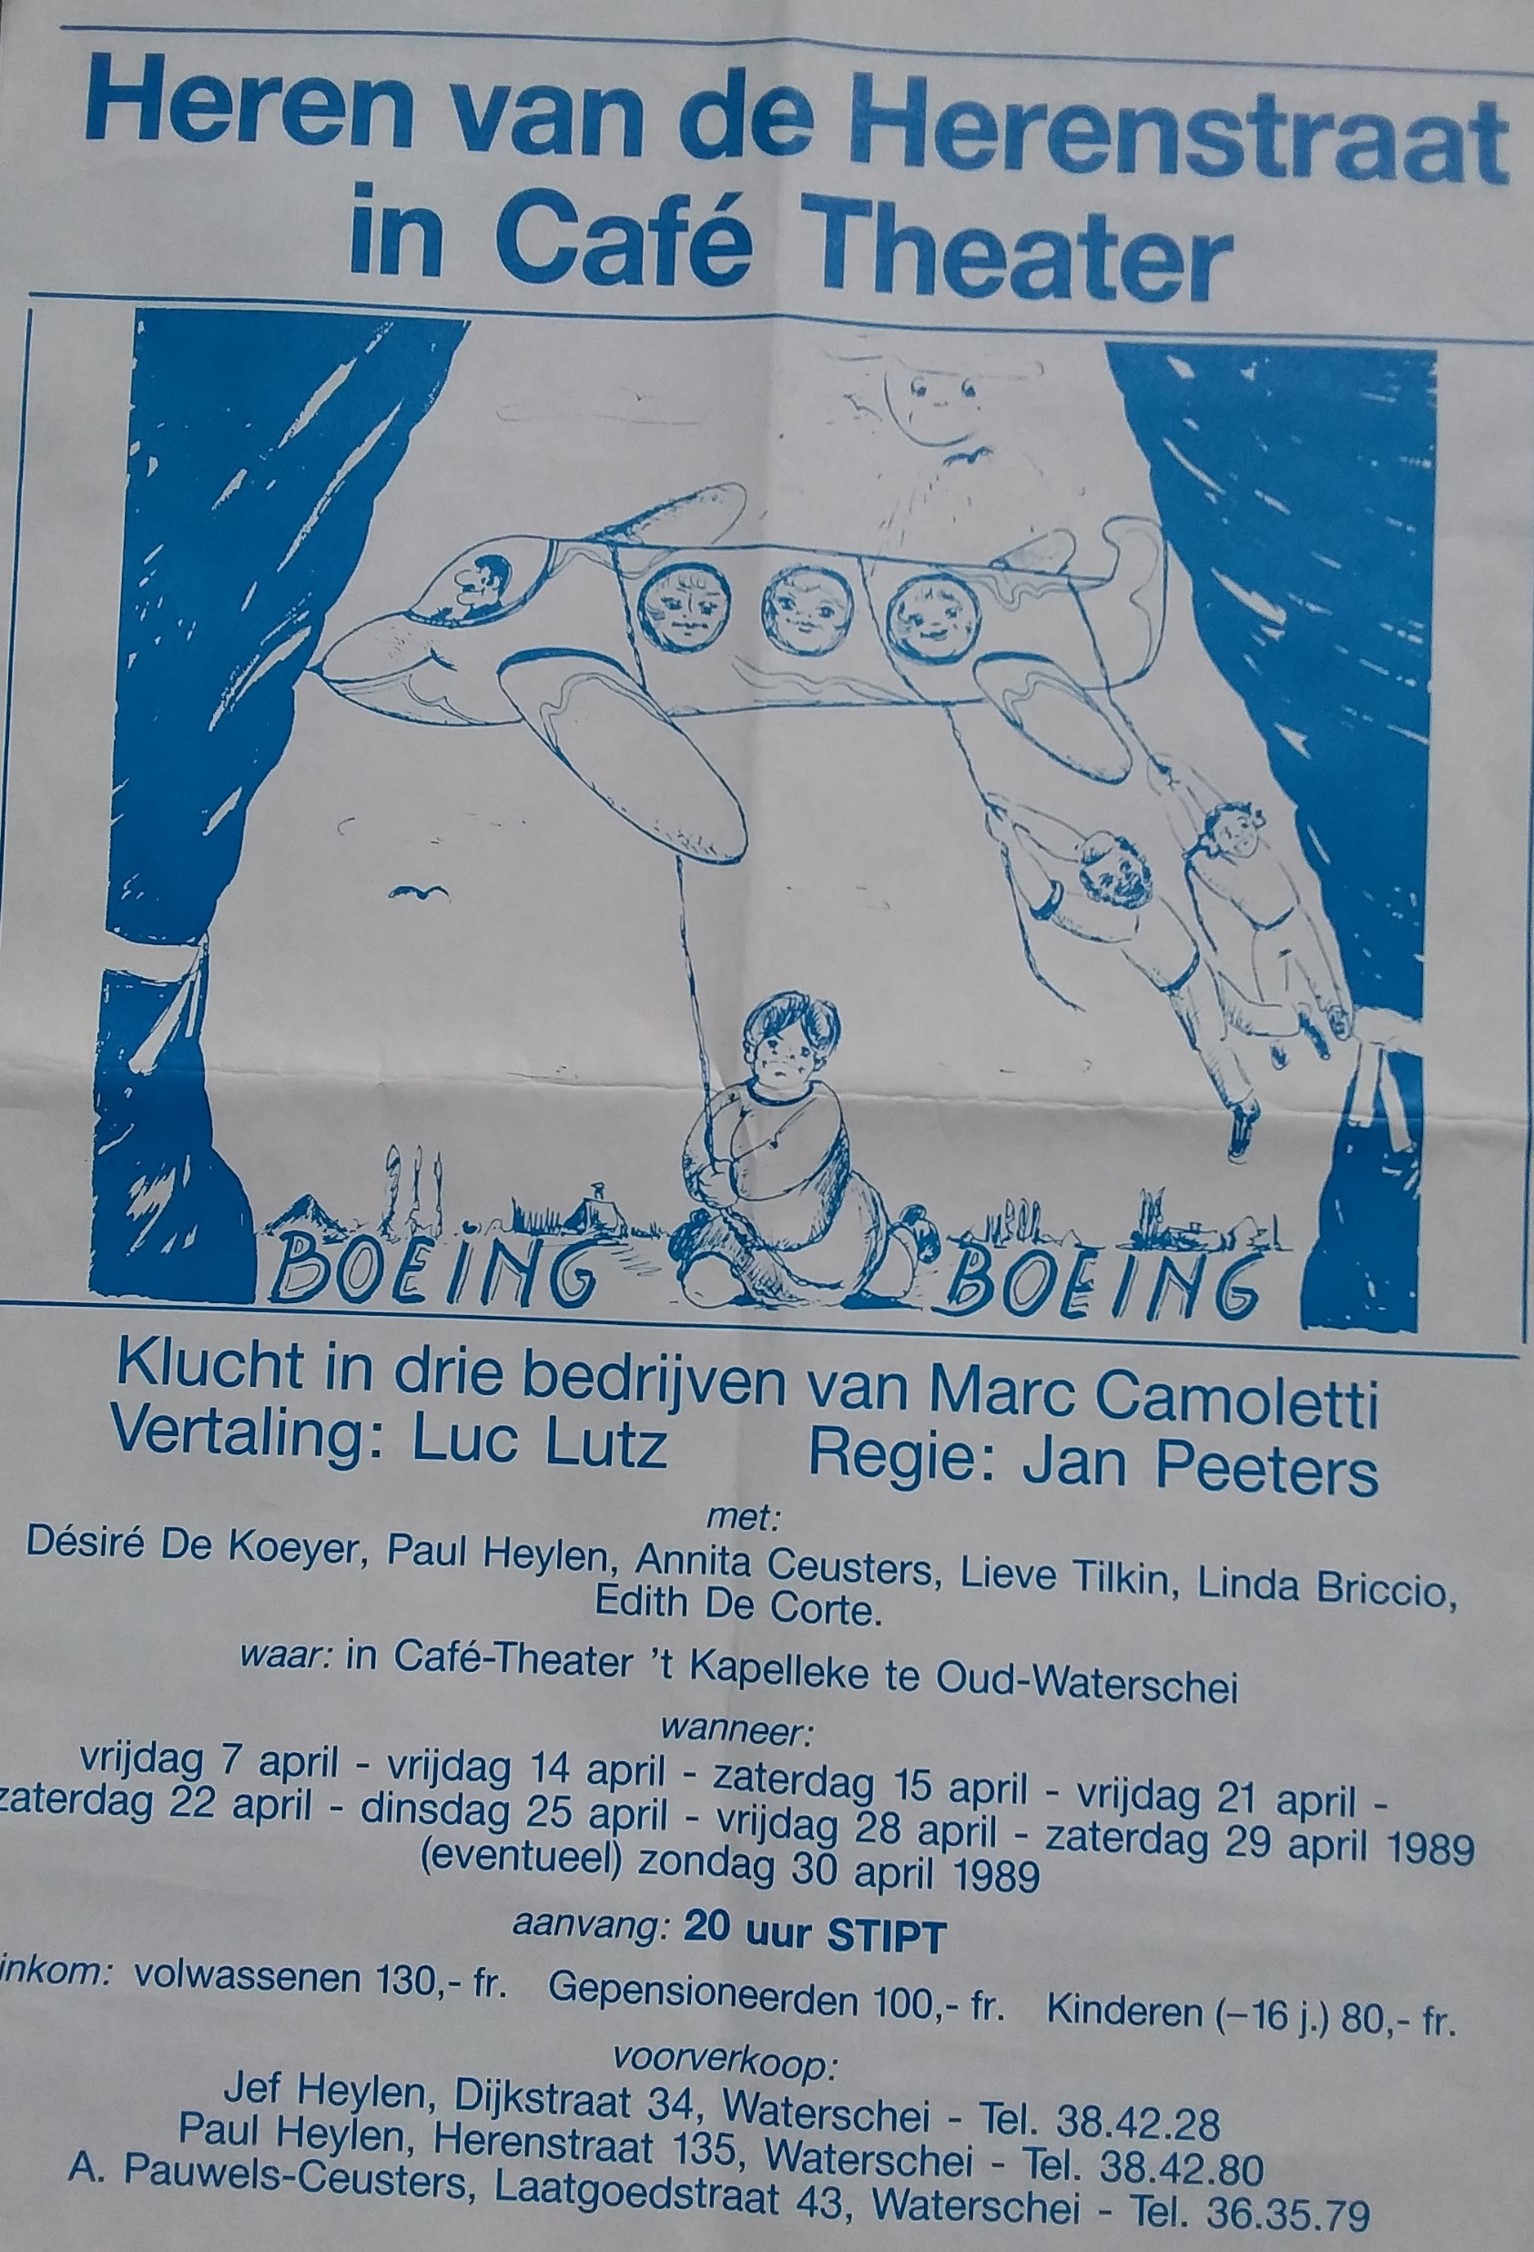 Heren van de Herenstraat
in Café Theater
BOEING BOEING
Klucht in drie bedrijven van Marc Camoletti
Vertaling: Luc Lutz Regie: Jan Peeters
met:
Désiré De Koeyer, Paul Heylen, Annita Ceusters, Lieve Tilkin, Linda Briccio,
Edith De Corte.
waar: in Café-Theater 't Kapelleke te Oud-Waterschei
wanneer:
vrijdag 7 april - vrijdag 14 april - zaterdag 15 april - vrijdag 21 april -
zaterdag 22 april - dinsdag 25 april - vrijdag 28 april - zaterdag 29 april 1989
(eventueel) zondag 30 april 1989
aanvang: 20 uur STIPT
inkom: volwassenen 130,- fr. Gepensioneerden 100,- fr. Kinderen (–16 j.) 80,- fr.
voorverkoop:
Jef Heylen, Dijkstraat 34, Waterschei - Tel. 38.42.28
Paul Heylen, Herenstraat 135, Waterschei - Tel. 38.42.80
A. Pauwels-Ceusters, Laatgoedstraat 43, Waterschei - Tel. 36.35.79